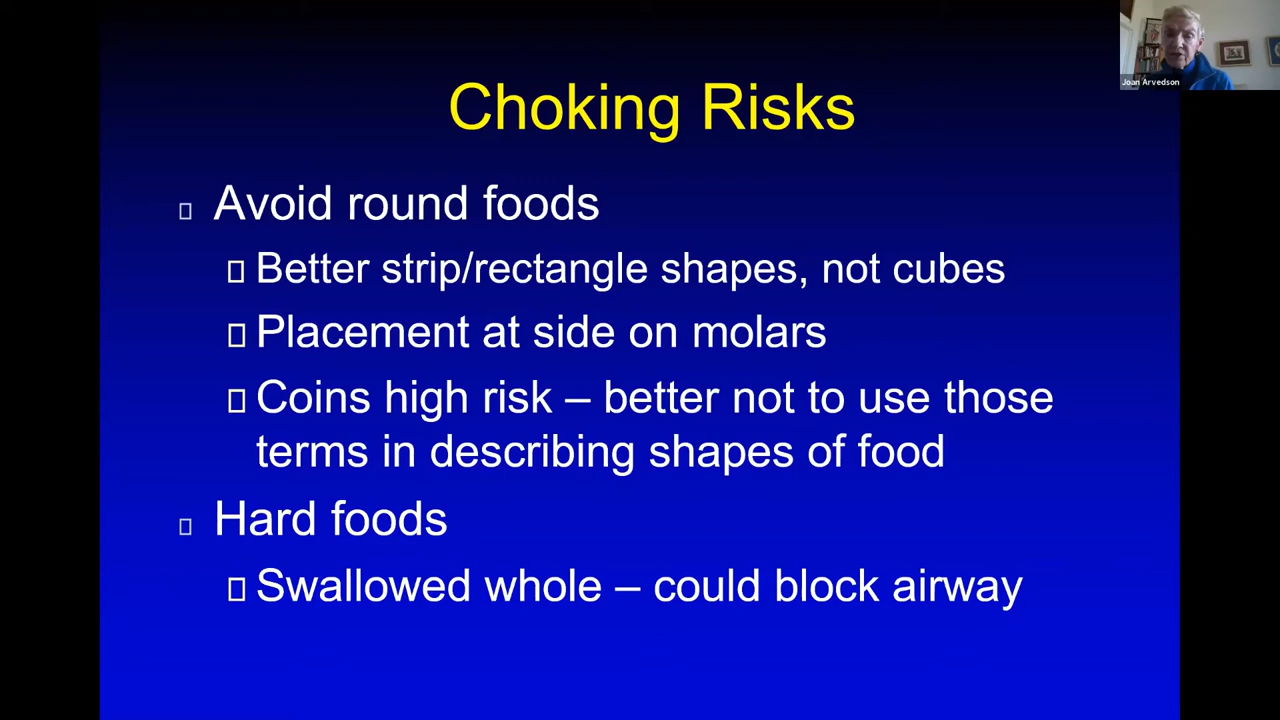 Joan Arvedson
Choking Risks
Avoid round foods
Better strip/rectangle shapes, not cubes
Placement at side on molars
Coins high risk – better not to use those
terms in describing shapes of food
Hard foods
Swallowed whole – could block airway